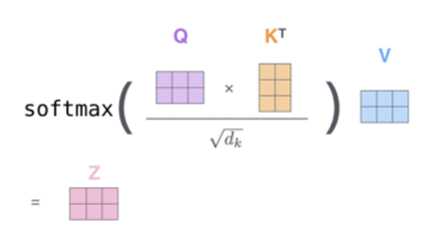 Q
K^T
V
softmax( × / √d_k )
Z
=